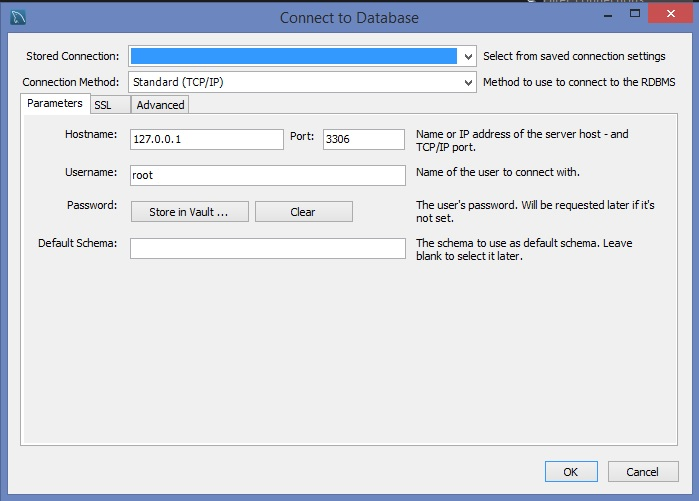 Connect to Database
Stored Connection:
Select from saved connection settings
Connection Method:
Standard (TCP/IP)
Method to use to connect to the RDBMS
Parameters
SSL
Advanced
Hostname:
127.0.0.1
Port:
3306
Name or IP address of the server host - and
TCP/IP port.
Username:
root
Name of the user to connect with.
Password:
Store in Vault ...
Clear
The user's password. Will be requested later if it's
not set.
Default Schema:
The schema to use as default schema. Leave
blank to select it later.
OK
Cancel